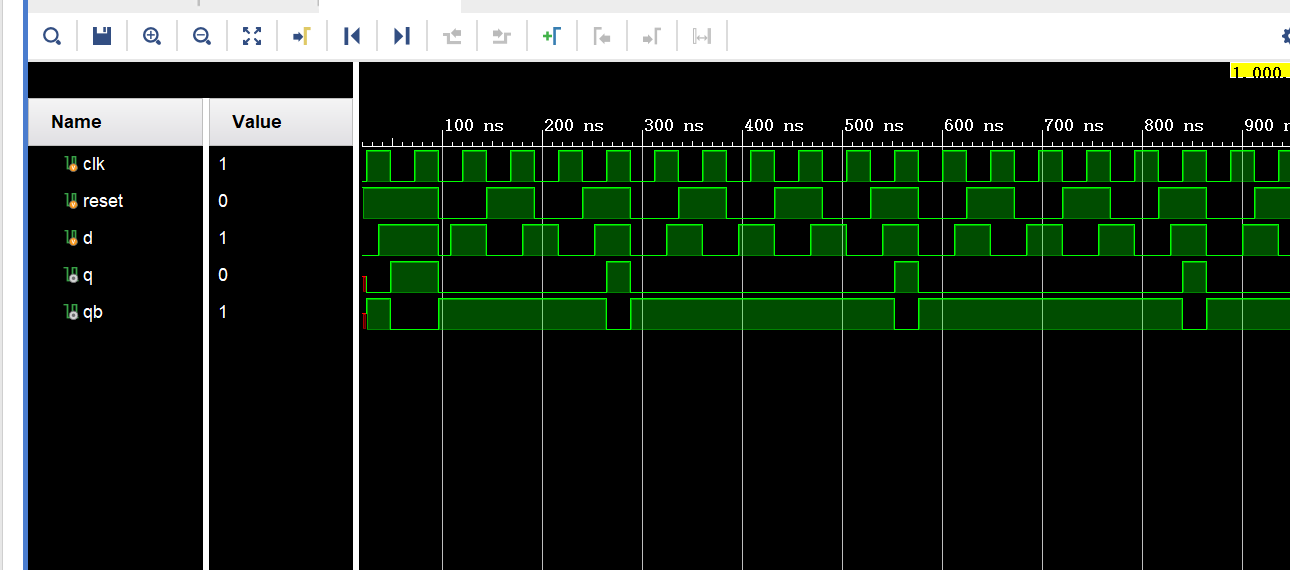 1,000.
100 ns 200 ns 300 ns 400 ns 500 ns 600 ns 700 ns 800 ns 900 n
Name Value
clk 1
reset 0
d 1
q 0
qb 1